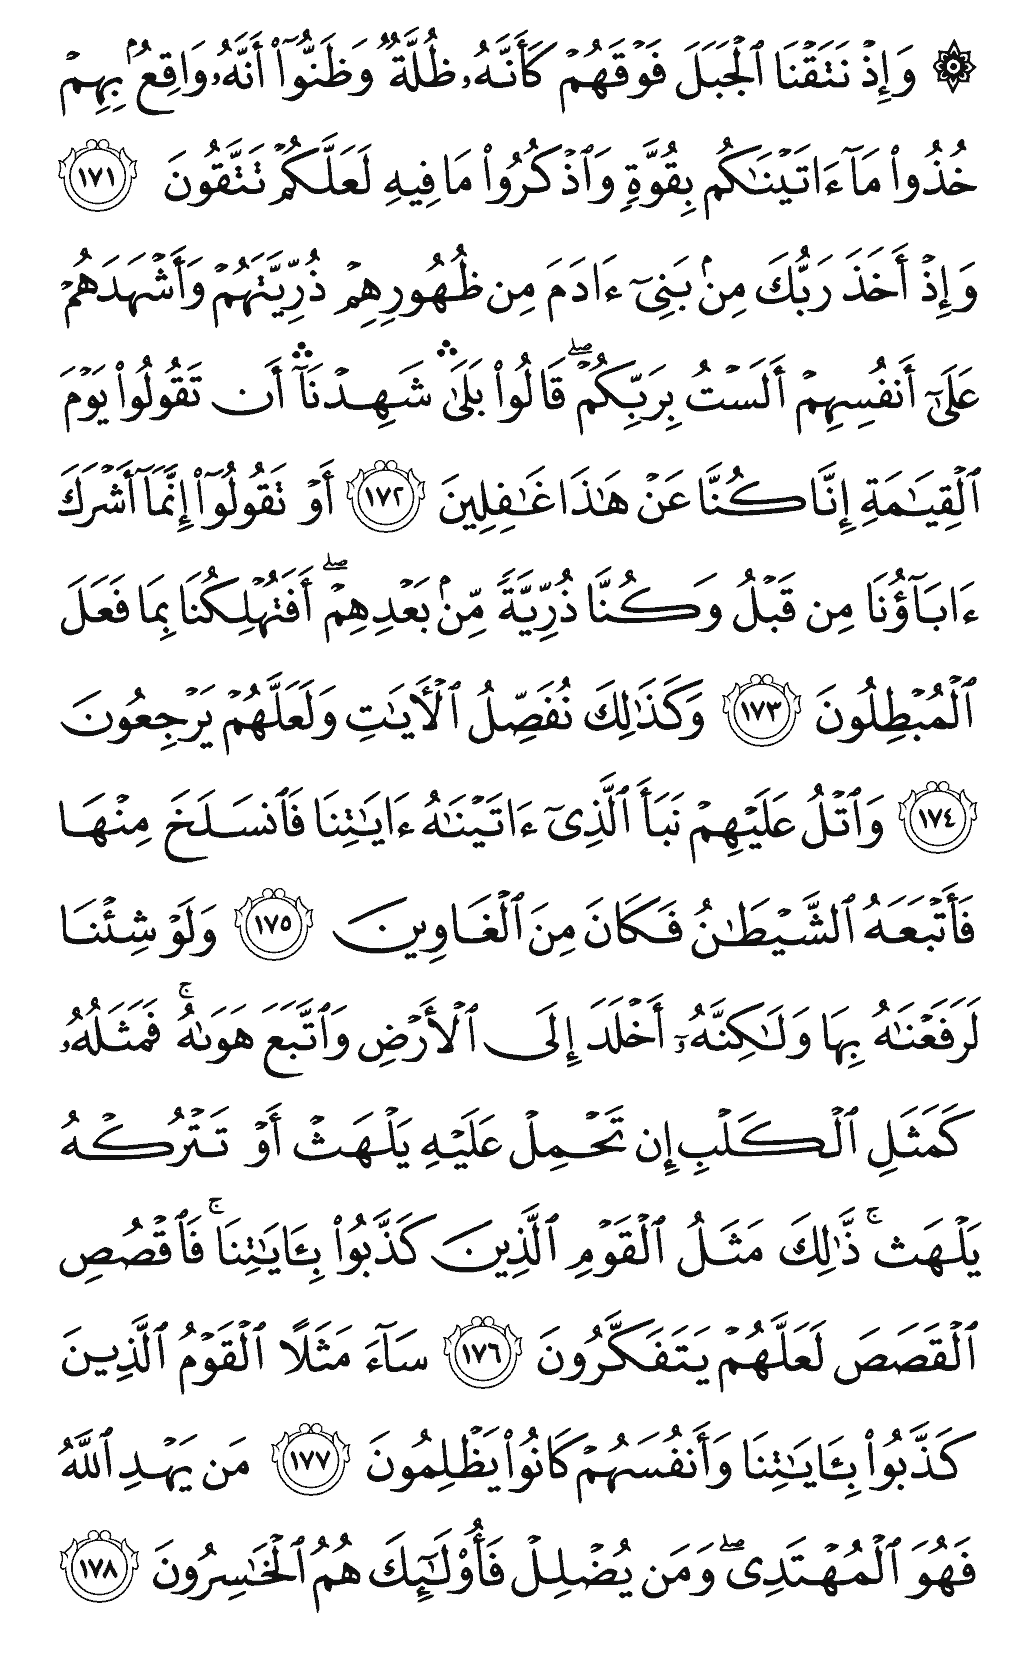 ۞ وَإِذْ نَتَقْنَا ٱلْجَبَلَ فَوْقَهُمْ كَأَنَّهُۥ ظُلَّةٌ وَظَنُّوٓا۟ أَنَّهُۥ وَاقِعٌۢ بِهِمْ
خُذُوا۟ مَآ ءَاتَيْنَـٰكُم بِقُوَّةٍ وَٱذْكُرُوا۟ مَا فِيهِ لَعَلَّكُمْ تَتَّقُونَ ١٧١
وَإِذْ أَخَذَ رَبُّكَ مِنۢ بَنِىٓ ءَادَمَ مِن ظُهُورِهِمْ ذُرِّيَّتَهُمْ وَأَشْهَدَهُمْ
عَلَىٰٓ أَنفُسِهِمْ أَلَسْتُ بِرَبِّكُمْ ۖ قَالُوا۟ بَلَىٰ ۛ شَهِدْنَآ ۛ أَن تَقُولُوا۟ يَوْمَ
ٱلْقِيَـٰمَةِ إِنَّا كُنَّا عَنْ هَـٰذَا غَـٰفِلِينَ ١٧٢ أَوْ تَقُولُوٓا۟ إِنَّمَآ أَشْرَكَ
ءَابَآؤُنَا مِن قَبْلُ وَكُنَّا ذُرِّيَّةً مِّنۢ بَعْدِهِمْ ۖ أَفَتُهْلِكُنَا بِمَا فَعَلَ
ٱلْمُبْطِلُونَ ١٧٣ وَكَذَٰلِكَ نُفَصِّلُ ٱلْـَٔايَـٰتِ وَلَعَلَّهُمْ يَرْجِعُونَ
١٧٤ وَٱتْلُ عَلَيْهِمْ نَبَأَ ٱلَّذِىٓ ءَاتَيْنَـٰهُ ءَايَـٰتِنَا فَٱنسَلَخَ مِنْهَا
فَأَتْبَعَهُ ٱلشَّيْطَـٰنُ فَكَانَ مِنَ ٱلْغَاوِينَ ١٧٥ وَلَوْ شِئْنَا
لَرَفَعْنَـٰهُ بِهَا وَلَـٰكِنَّهُۥٓ أَخْلَدَ إِلَى ٱلْأَرْضِ وَٱتَّبَعَ هَوَىٰهُ ۚ فَمَثَلُهُۥ
كَمَثَلِ ٱلْكَلْبِ إِن تَحْمِلْ عَلَيْهِ يَلْهَثْ أَوْ تَتْرُكْهُ
يَلْهَث ۚ ذَّٰلِكَ مَثَلُ ٱلْقَوْمِ ٱلَّذِينَ كَذَّبُوا۟ بِـَٔايَـٰتِنَا ۚ فَٱقْصُصِ
ٱلْقَصَصَ لَعَلَّهُمْ يَتَفَكَّرُونَ ١٧٦ سَآءَ مَثَلًا ٱلْقَوْمُ ٱلَّذِينَ
كَذَّبُوا۟ بِـَٔايَـٰتِنَا وَأَنفُسَهُمْ كَانُوا۟ يَظْلِمُونَ ١٧٧ مَن يَهْدِ ٱللَّهُ
فَهُوَ ٱلْمُهْتَدِى ۖ وَمَن يُضْلِلْ فَأُو۟لَـٰٓئِكَ هُمُ ٱلْخَـٰسِرُونَ ١٧٨